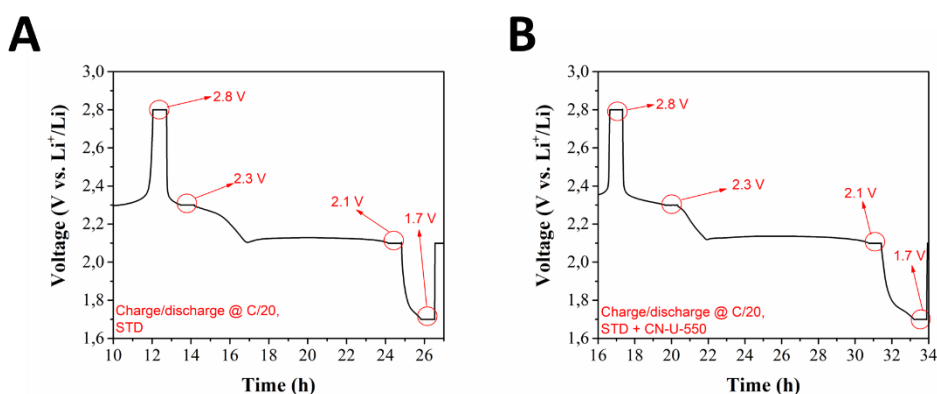 A
B
3,0
2,8
2,6
2,4
2,2
2,0
1,8
1,6
Voltage (V vs. Li⁺/Li)
2.8 V
2.3 V
2.1 V
1.7 V
Charge/discharge @ C/20,
STD
10 12 14 16 18 20 22 24 26
Time (h)
3,0
2,8
2,6
2,4
2,2
2,0
1,8
1,6
Voltage (V vs. Li⁺/Li)
2.8 V
2.3 V
2.1 V
1.7 V
Charge/discharge @ C/20,
STD + CN-U-550
16 18 20 22 24 26 28 30 32 34
Time (h)